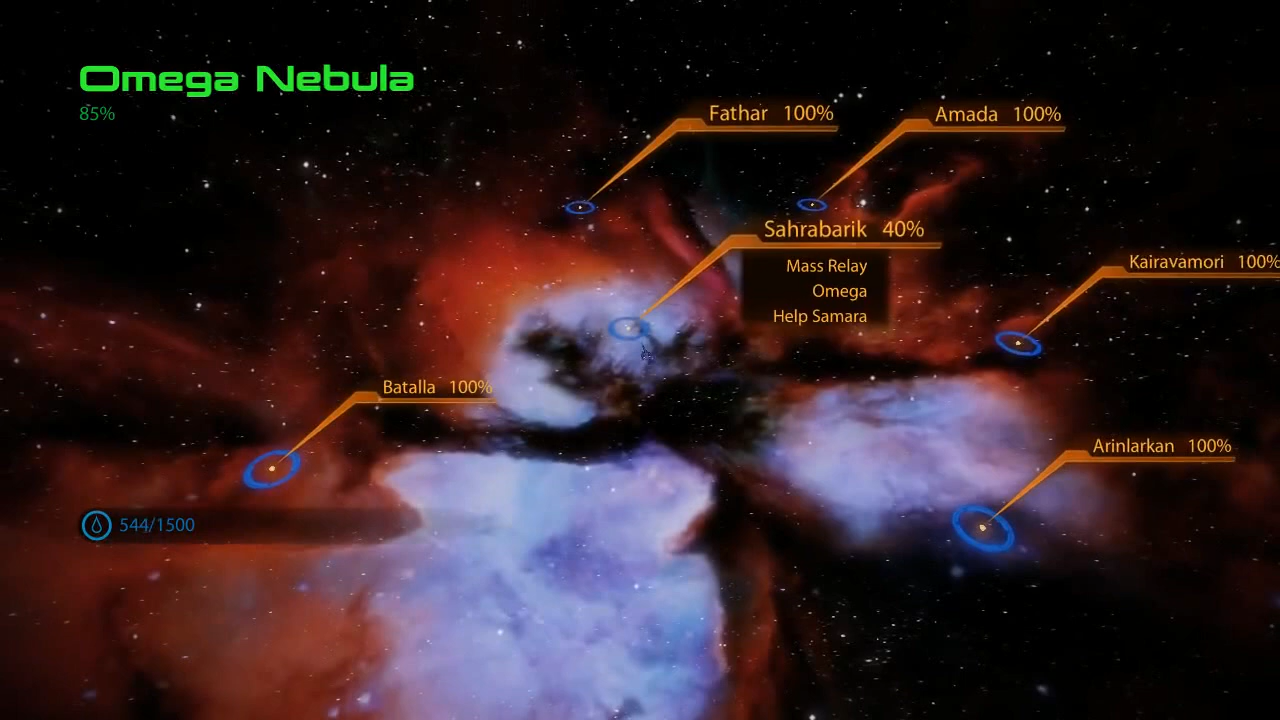 Omega Nebula
85%
Fathar 100%
Amada 100%
Sahrabarik 40%
Mass Relay
Omega
Help Samara
Kairavamori 100%
Batalla 100%
Arinlarkan 100%
544/1500